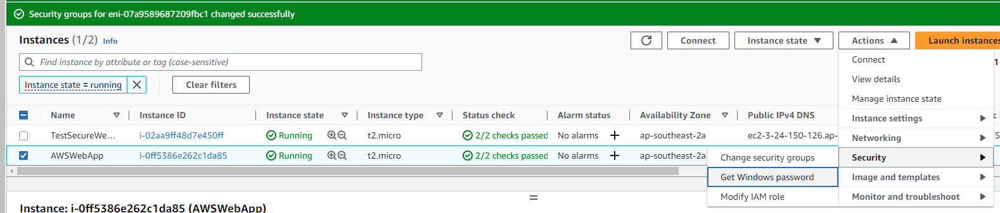 Security groups for eni-07a9589687209fbc1 changed successfully
Instances (1/2) Info
Connect
Instance state
Actions
Launch instances
Find instance by attribute or tag (case-sensitive)
Instance state = running
Clear filters
Name
Instance ID
Instance state
Instance type
Status check
Alarm status
Availability Zone
Public IPv4 DNS
TestSecureWe...
i-02aa9ff48d7e450ff
Running
t2.micro
2/2 checks passed
No alarms
ap-southeast-2a
ec2-3-24-150-126.ap-
AWSWebApp
i-0ff5386e262c1da85
Running
t2.micro
2/2 checks passed
No alarms
ap-southeast-2a
Connect
View details
Manage instance state
Instance settings
Networking
Security
Image and templates
Monitor and troubleshoot
Change security groups
Get Windows password
Modify IAM role
Instance: i-0ff5386e262c1da85 (AWSWebApp)